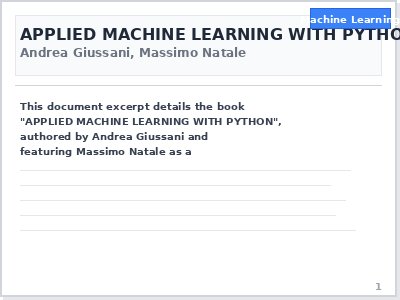 Machine Learning
APPLIED MACHINE LEARNING WITH PYTHO
Andrea Giussani, Massimo Natale
This document excerpt details the book
"APPLIED MACHINE LEARNING WITH PYTHON",
authored by Andrea Giussani and
featuring Massimo Natale as a
1